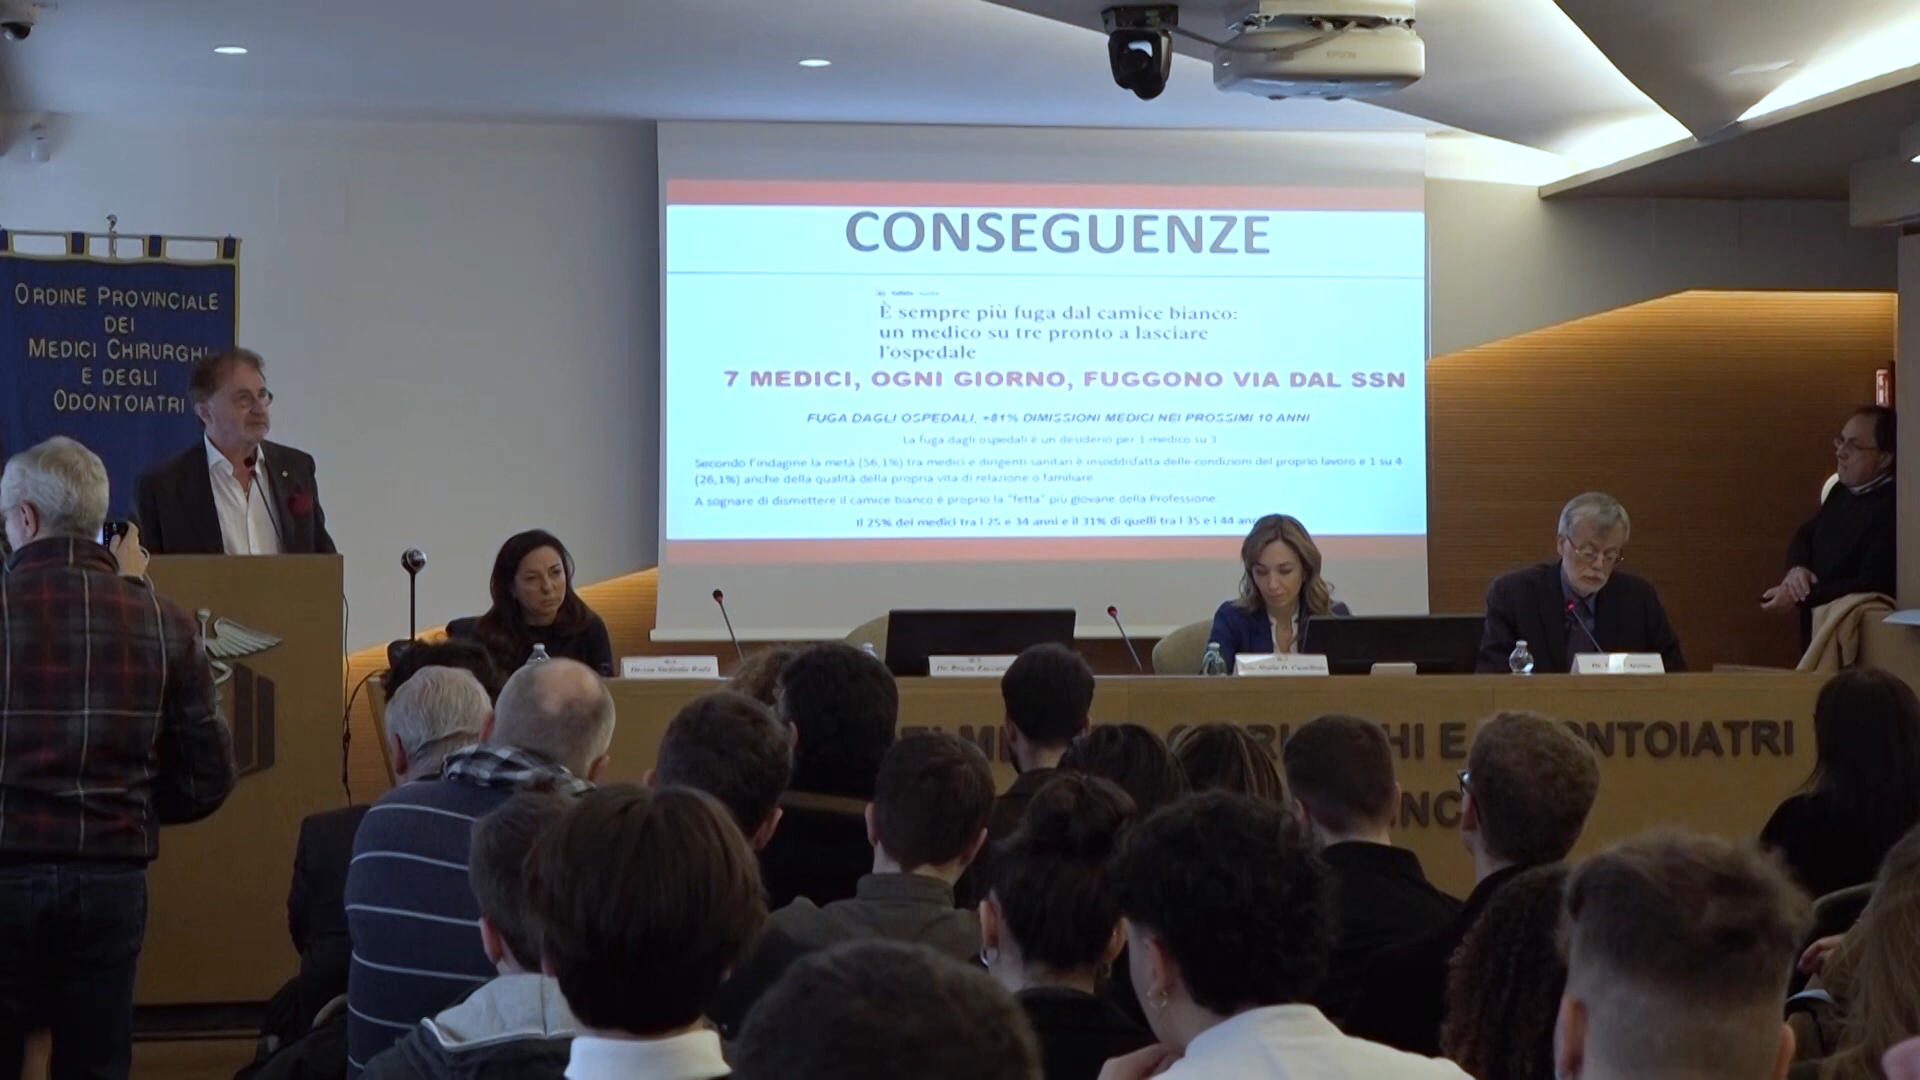 EPSON
CONSEGUENZE
È sempre più fuga dal camice bianco:
un medico su tre pronto a lasciare
l'ospedale
7 MEDICI, OGNI GIORNO, FUGGONO VIA DAL SSN
FUGA DAGLI OSPEDALI, +81% DIMISSIONI MEDICI NEI PROSSIMI 10 ANNI
La fuga dagli ospedali è un desiderio per 1 medico su 3
Secondo l'indagine la metà (56,1%) tra medici e dirigenti sanitari è insoddisfatta delle condizioni del proprio lavoro e 1 su 4
(26,1%) anche della qualità della propria vita di relazione o familiare
A sognare di dismettere il camice bianco è proprio la "fetta" più giovane della Professione:
Il 25% dei medici tra i 25 e 34 anni e il 31% di quelli tra i 35 e i 44
ORDINE PROVINCIALE
DEI
MEDICI CHIRURGHI
E DEGLI
ODONTOIATRI